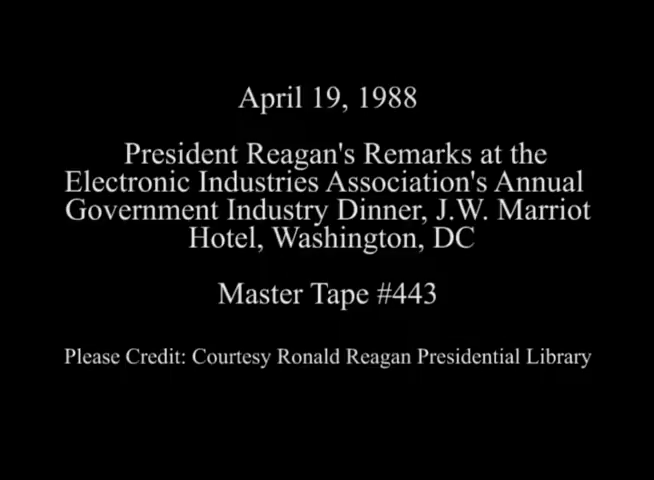 April 19, 1988
President Reagan's Remarks at the
Electronic Industries Association's Annual
Government Industry Dinner, J.W. Marriot
Hotel, Washington, DC
Master Tape #443
Please Credit: Courtesy Ronald Reagan Presidential Library